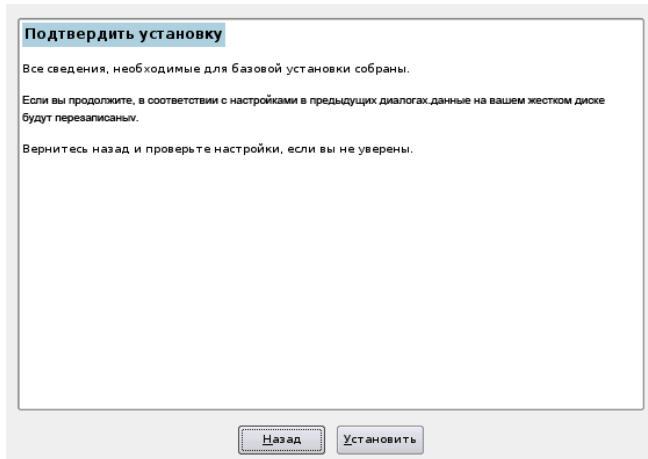 Подтвердить установку
Все сведения, необходимые для базовой установки собраны.
Если вы продолжите, в соответствии с настройками в предыдущих диалогах.данные на вашем жестком диске
будут перезаписаныv.
Вернитесь назад и проверьте настройки, если вы не уверены.
Назад
Установить